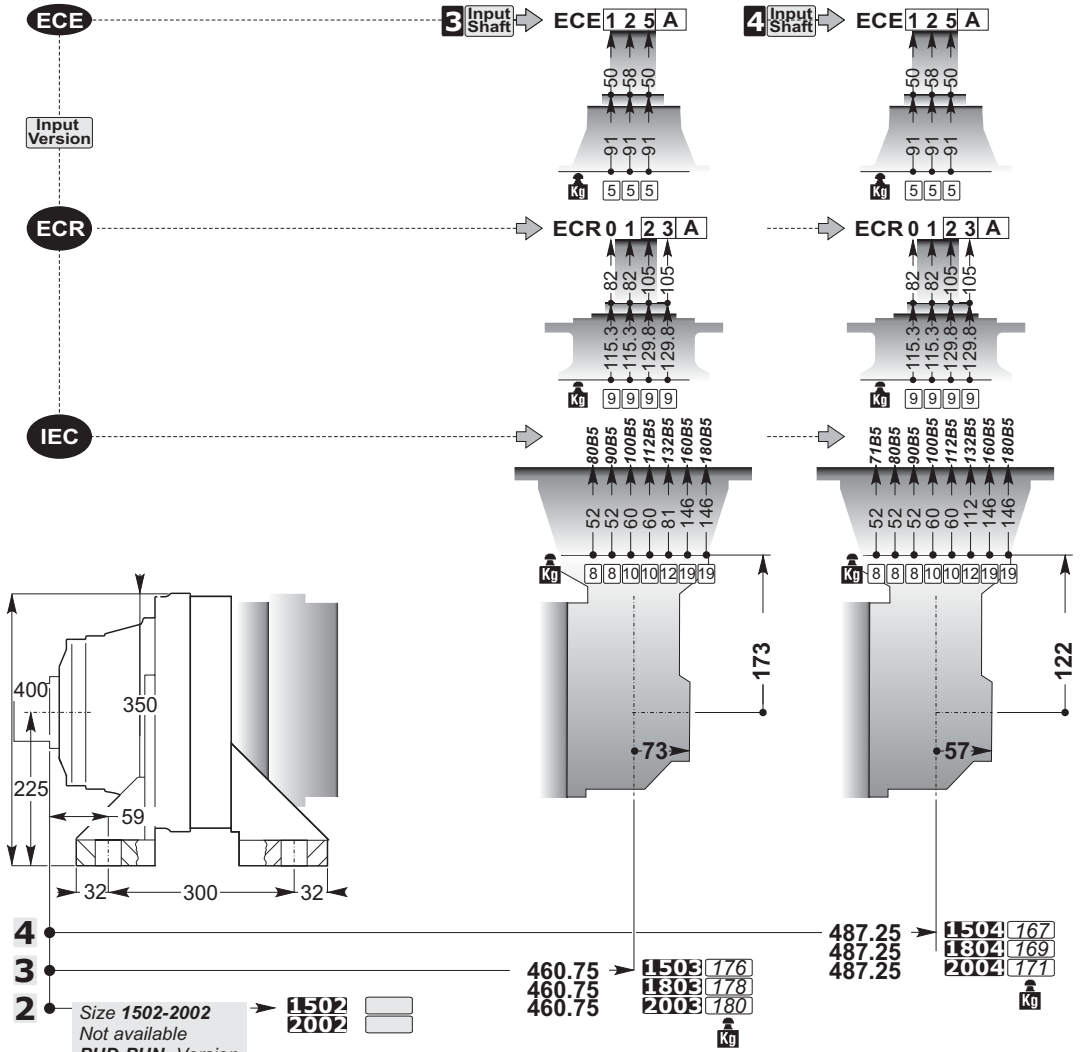 ECE
3 Input Shaft ECE 1 2 5 A
4 Input Shaft ECE 1 2 5 A
50 58 50
50 58 50
Input Version
91 91 91
91 91 91
Kg 5 5 5
Kg 5 5 5
ECR
ECR 0 1 2 3 A
ECR 0 1 2 3 A
82 82 105 105
82 82 105 105
115.3 115.3 129.8 129.8
115.3 115.3 129.8 129.8
Kg 9 9 9 9
Kg 9 9 9 9
IEC
80B5 90B5 100B5 112B5 132B5 160B5 180B5
71B5 80B5 90B5 100B5 112B5 132B5 160B5 180B5
52 52 60 60 81 146 146
52 52 52 60 60 112 146 146
Kg 8 8 10 10 12 19 19
Kg 8 8 8 10 10 12 19 19
173
122
400
350
73
57
225
59
32 300 32
4
487.25 1504 167
487.25 1804 169
487.25 2004 171
Kg
3
460.75 1503 176
460.75 1803 178
460.75 2003 180
Kg
2
Size 1502-2002
Not available
1502
2002